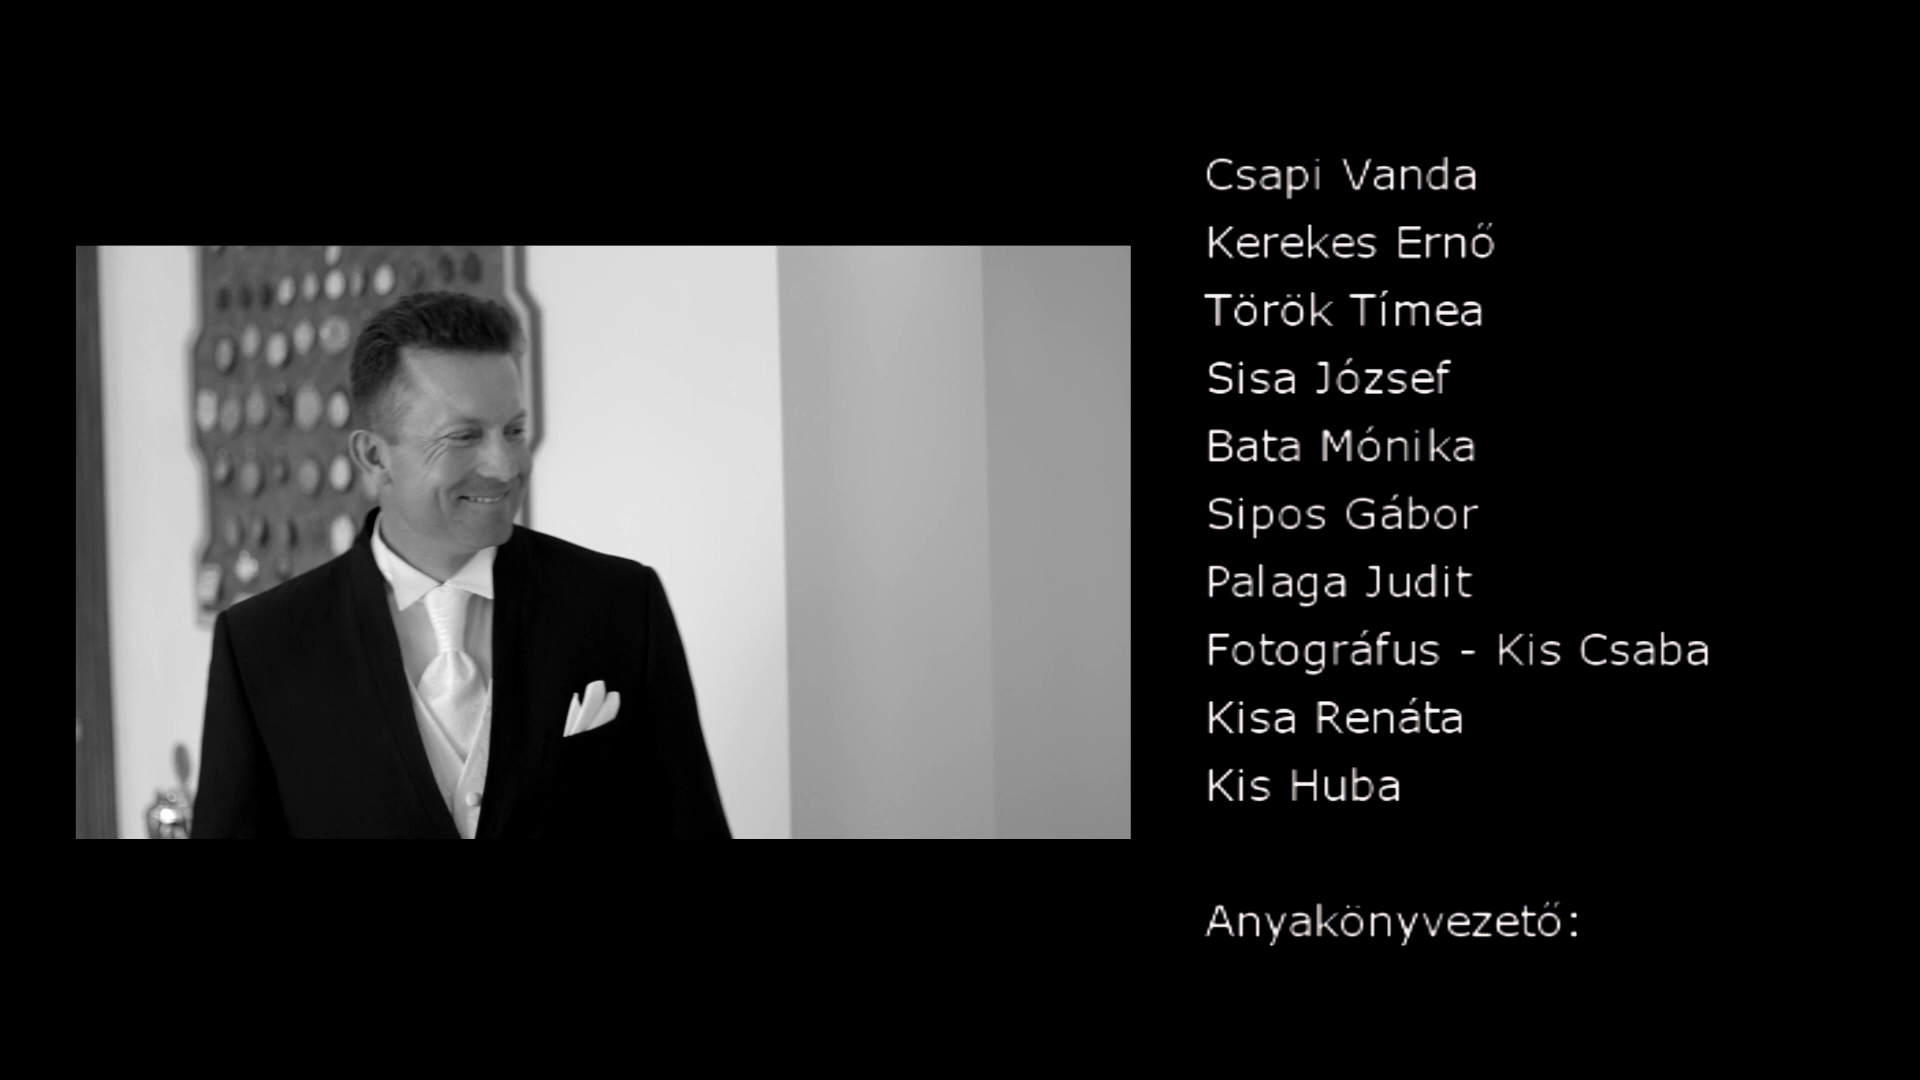 Csapi Vanda
Kerekes Ernő
Török Tímea
Sisa József
Bata Mónika
Sipos Gábor
Palaga Judit
Fotográfus - Kis Csaba
Kisa Renáta
Kis Huba
Anyakönyvezető: